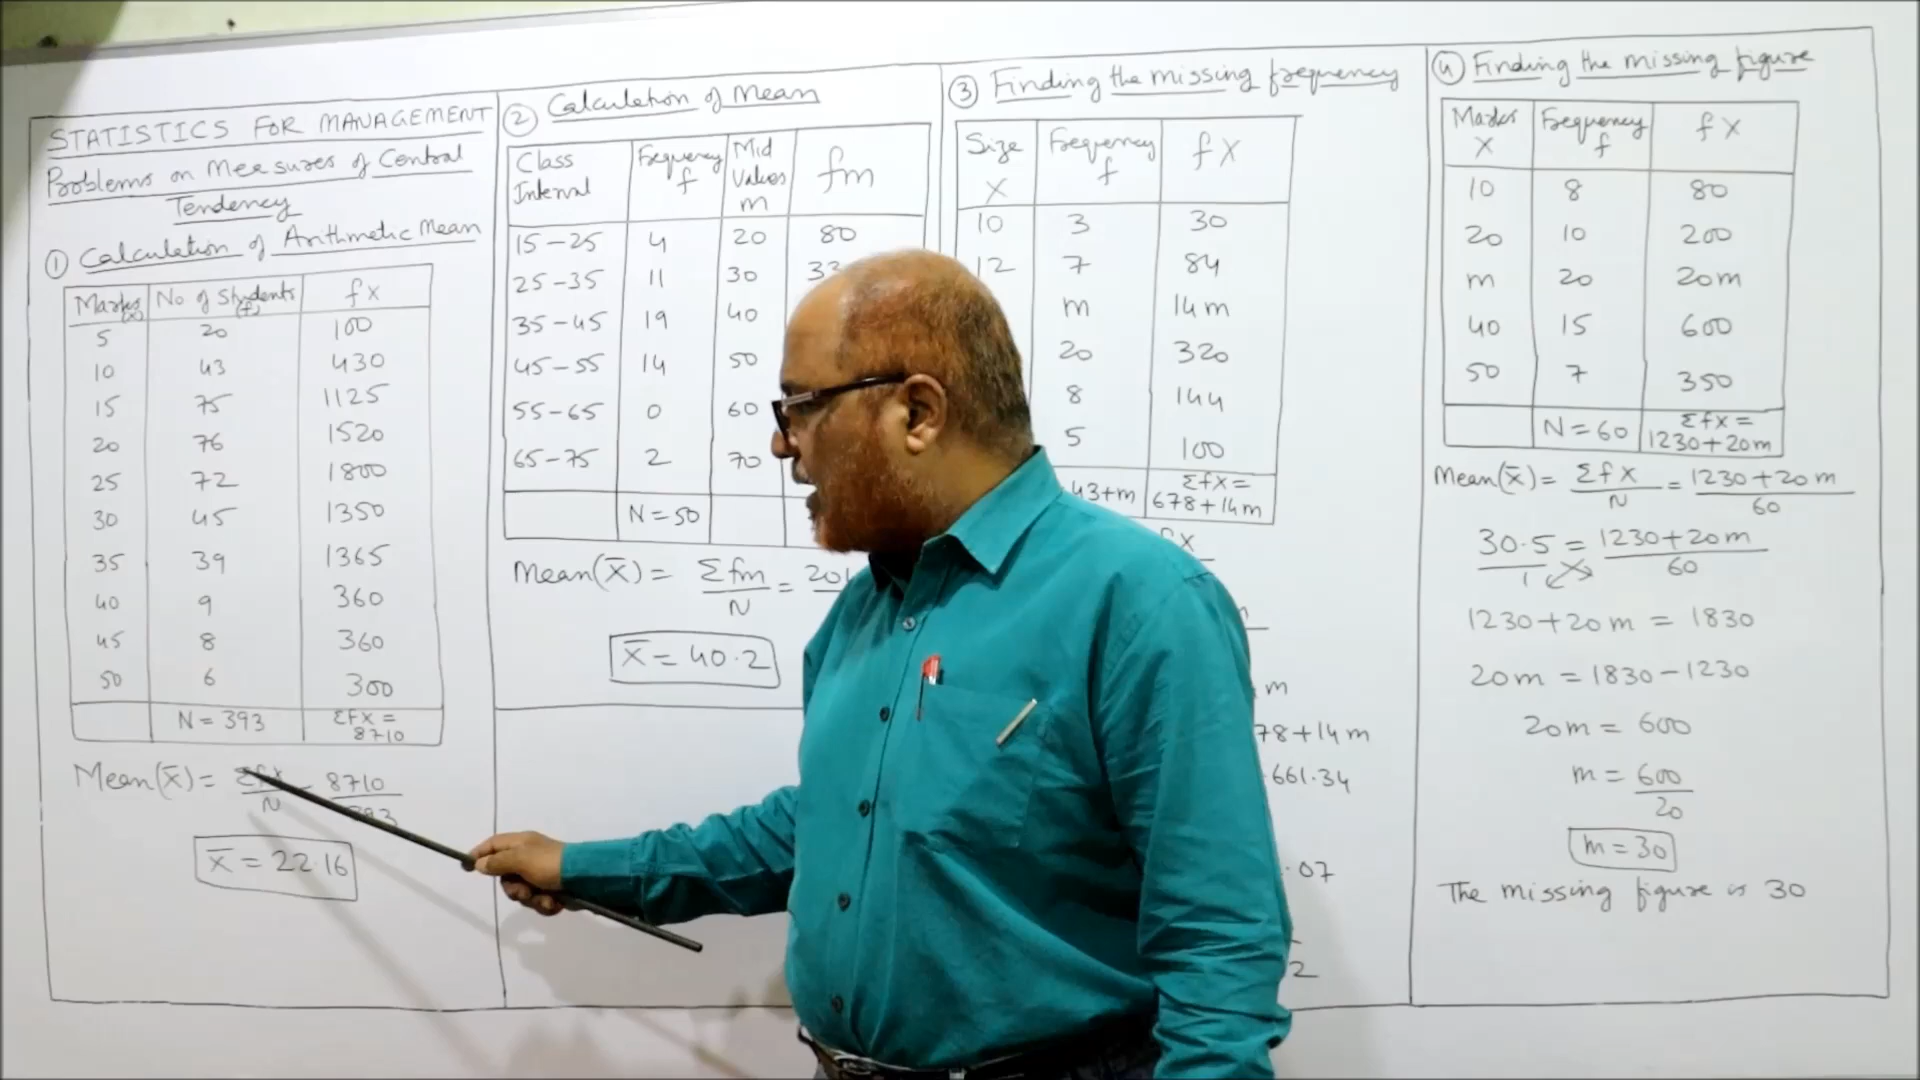 STATISTICS FOR MANAGEMENT
Problems on Measures of Central
Tendency
① Calculation of Arithmetic Mean
Marks (x) No of Students (f) fx
5 20 100
10 43 430
15 75 1125
20 76 1520
25 72 1800
30 45 1350
35 39 1365
40 9 360
45 8 360
50 6 300
N = 393 Σfx =
8710
Mean(x̄) = Σfx/N = 8710/393
x̄ = 22.16
② Calculation of Mean
Class Interval Frequency f Mid Values m fm
15-25 4 20 80
25-35 11 30 33
35-45 19 40
45-55 14 50
55-65 0 60
65-75 2 70
N = 50
Mean(x̄) = Σfm/N = 201
x̄ = 40.2
③ Finding the missing frequency
Size X Frequency f fX
10 3 30
12 7 84
m 14m
20 320
8 144
5 100
43+m Σfx =
678+14m
m
78+14m
661.34
.07
2
④ Finding the missing figure
Marks X Frequency f fX
10 8 80
20 10 200
m 20 20m
40 15 600
50 7 350
N = 60 Σfx =
1230+20m
Mean(x̄) = Σfx/N = 1230+20m/60
30.5/1 = 1230+20m/60
1230+20m = 1830
20m = 1830-1230
20m = 600
m = 600/20
m = 30
The missing figure is 30